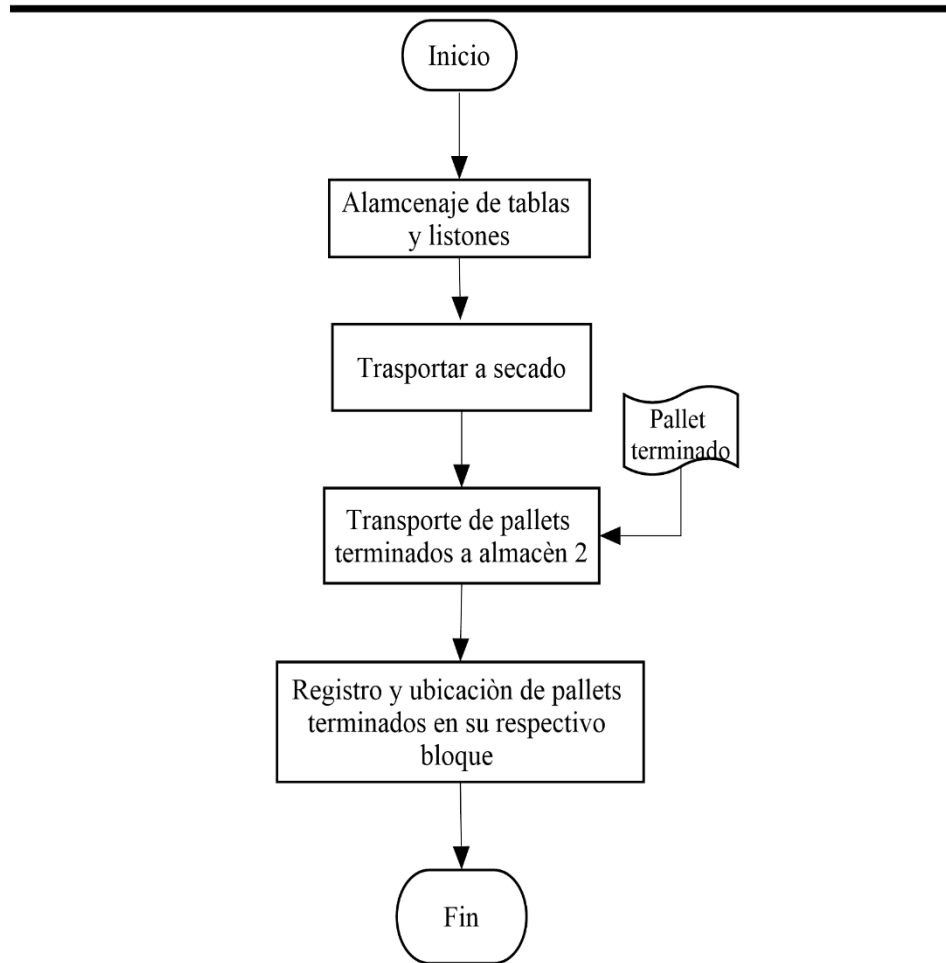 Inicio
Alamcenaje de tablas
y listones
Trasportar a secado
Pallet
terminado
Transporte de pallets
terminados a almacèn 2
Registro y ubicaciòn de pallets
terminados en su respectivo
bloque
Fin